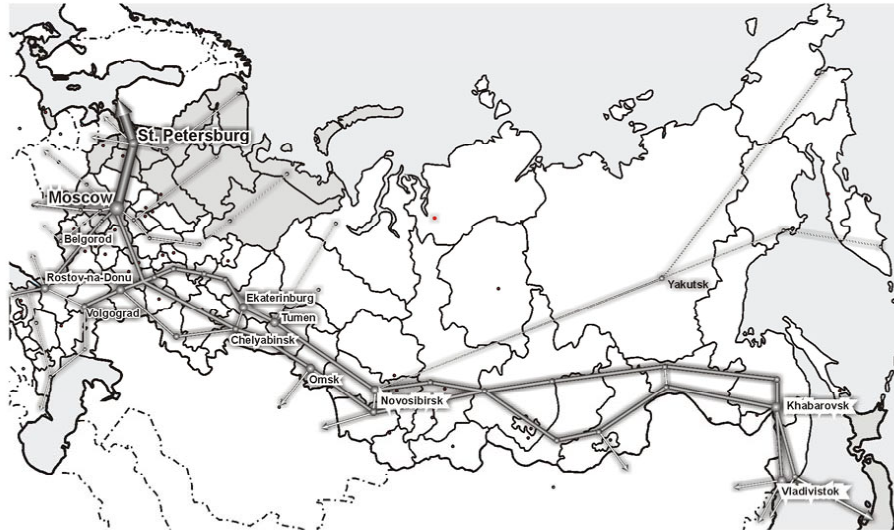 St. Petersburg
Moscow
Belgorod
Rostov-na-Donu
Volgograd
Ekaterinburg
Tumen
Chelyabinsk
Omsk
Novosibirsk
Yakutsk
Khabarovsk
Vladivistok